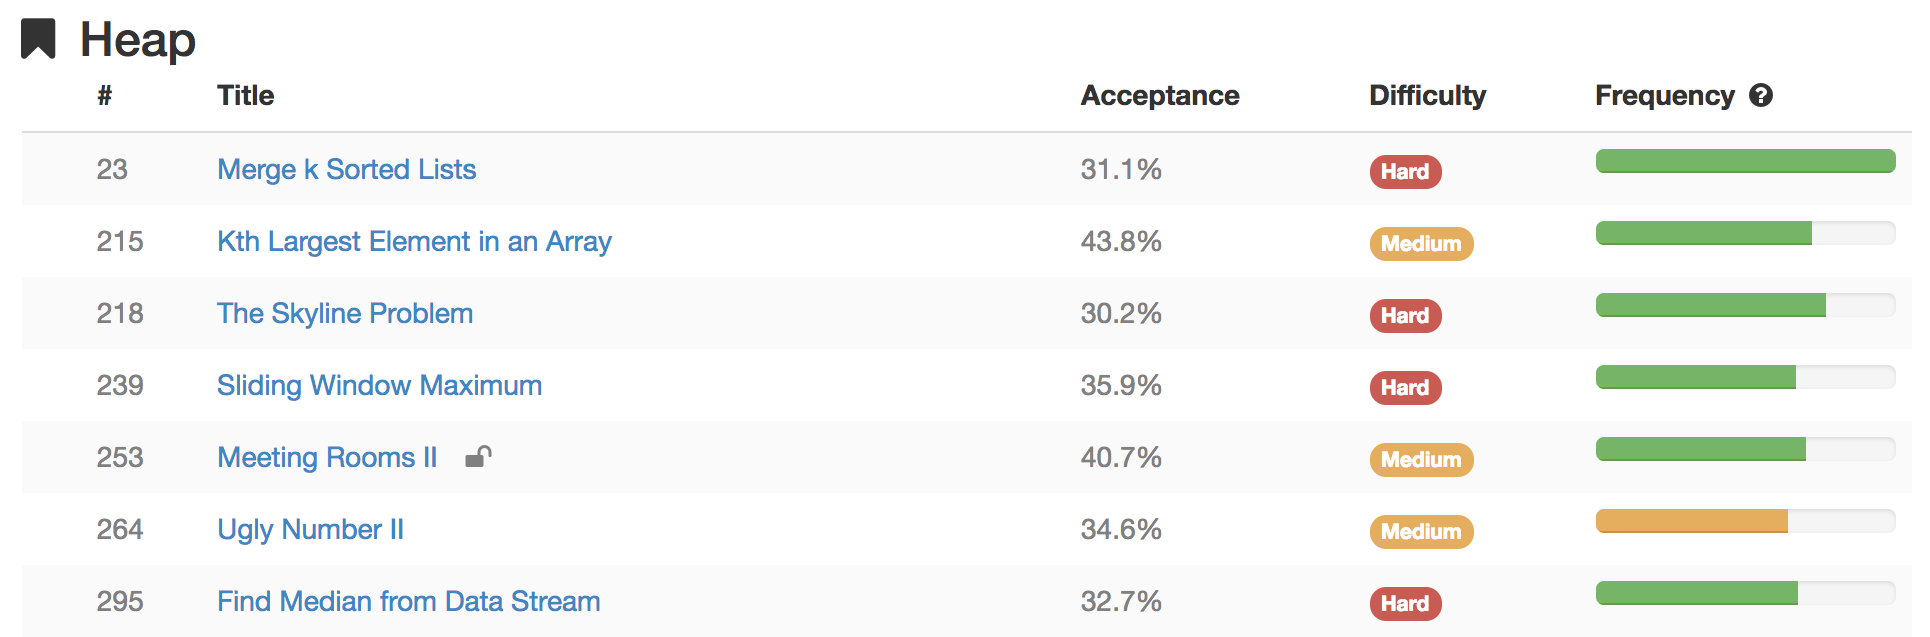 Heap
# Title Acceptance Difficulty Frequency ?
23 Merge k Sorted Lists 31.1% Hard
215 Kth Largest Element in an Array 43.8% Medium
218 The Skyline Problem 30.2% Hard
239 Sliding Window Maximum 35.9% Hard
253 Meeting Rooms II 40.7% Medium
264 Ugly Number II 34.6% Medium
295 Find Median from Data Stream 32.7% Hard